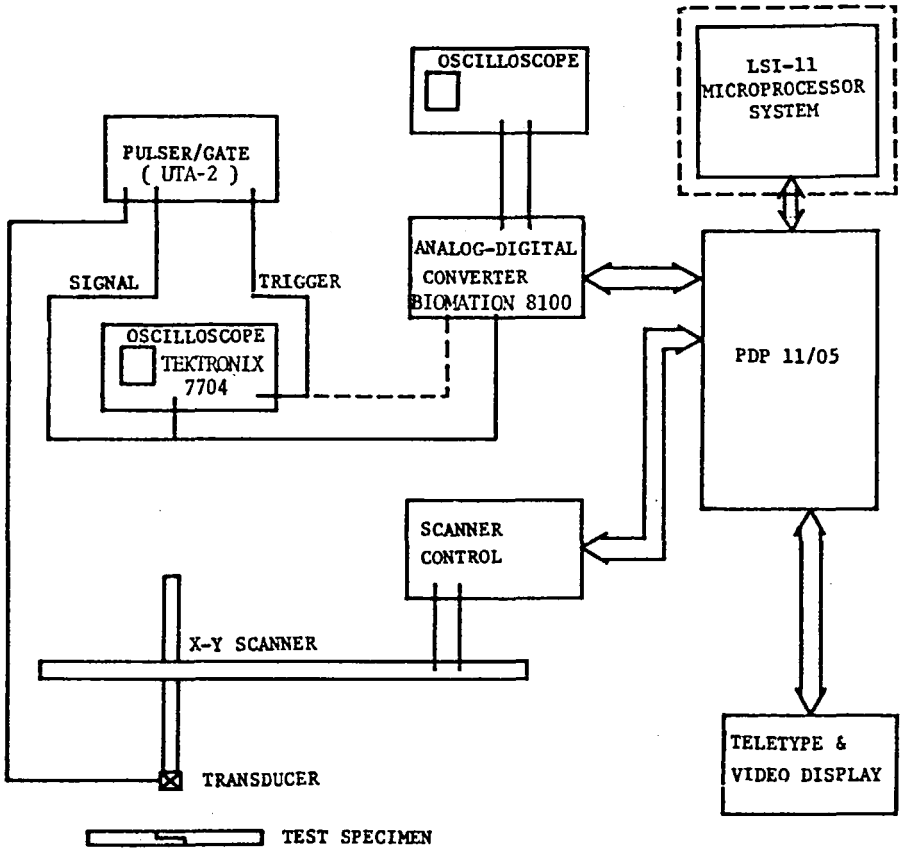 OSCILLOSCOPE
LSI-11
MICROPROCESSOR
SYSTEM
PULSER/GATE
( UTA-2 )
SIGNAL
TRIGGER
ANALOG-DIGITAL
CONVERTER
BIOMATION 8100
OSCILLOSCOPE
TEKTRONIX
7704
PDP 11/05
SCANNER
CONTROL
X-Y SCANNER
TRANSDUCER
TELETYPE &
VIDEO DISPLAY
TEST SPECIMEN